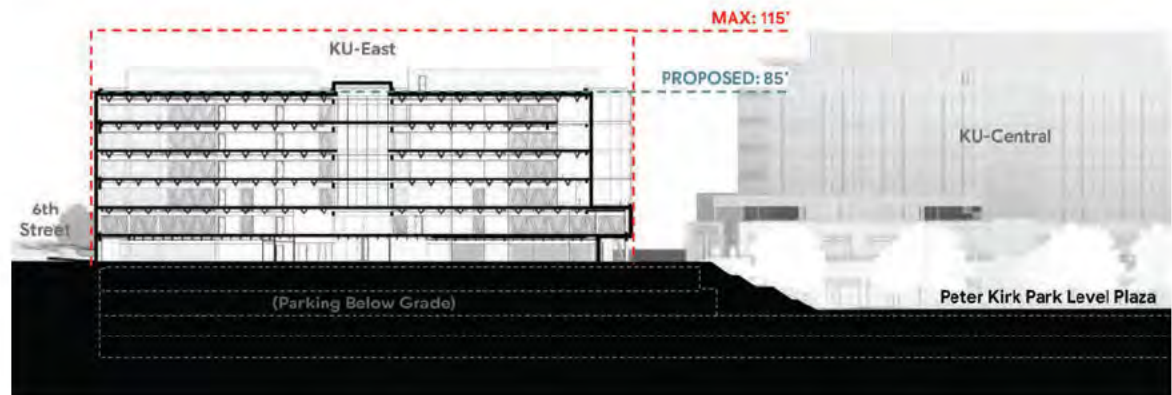 MAX: 115'
KU-East
PROPOSED: 85'
KU-Central
6th
Street
(Parking Below Grade)
Peter Kirk Park Level Plaza